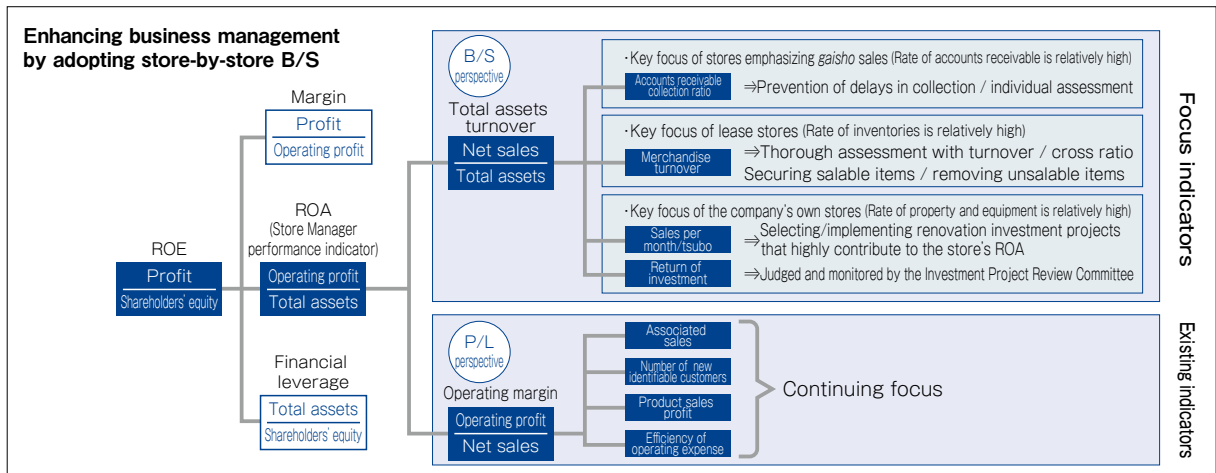 Enhancing business management
by adopting store-by-store B/S
ROE
Profit
Shareholders' equity
Margin
Profit
Operating profit
ROA
(Store Manager
performance indicator)
Operating profit
Total assets
Financial
leverage
Total assets
Shareholders' equity
B/S
perspective
Total assets
turnover
Net sales
Total assets
・Key focus of stores emphasizing gaisho sales (Rate of accounts receivable is relatively high)
Accounts receivable
collection ratio
⇒Prevention of delays in collection / individual assessment
・Key focus of lease stores (Rate of inventories is relatively high)
Merchandise
turnover
⇒Thorough assessment with turnover / cross ratio
Securing salable items / removing unsalable items
・Key focus of the company's own stores (Rate of property and equipment is relatively high)
Sales per
month/tsubo
⇒Selecting/implementing renovation investment projects
that highly contribute to the store's ROA
Return of
investment
⇒Judged and monitored by the Investment Project Review Committee
Focus indicators
P/L
perspective
Operating margin
Operating profit
Net sales
Associated
sales
Number of new
identifiable customers
Product sales
profit
Efficiency of
operating expense
Continuing focus
Existing indicators